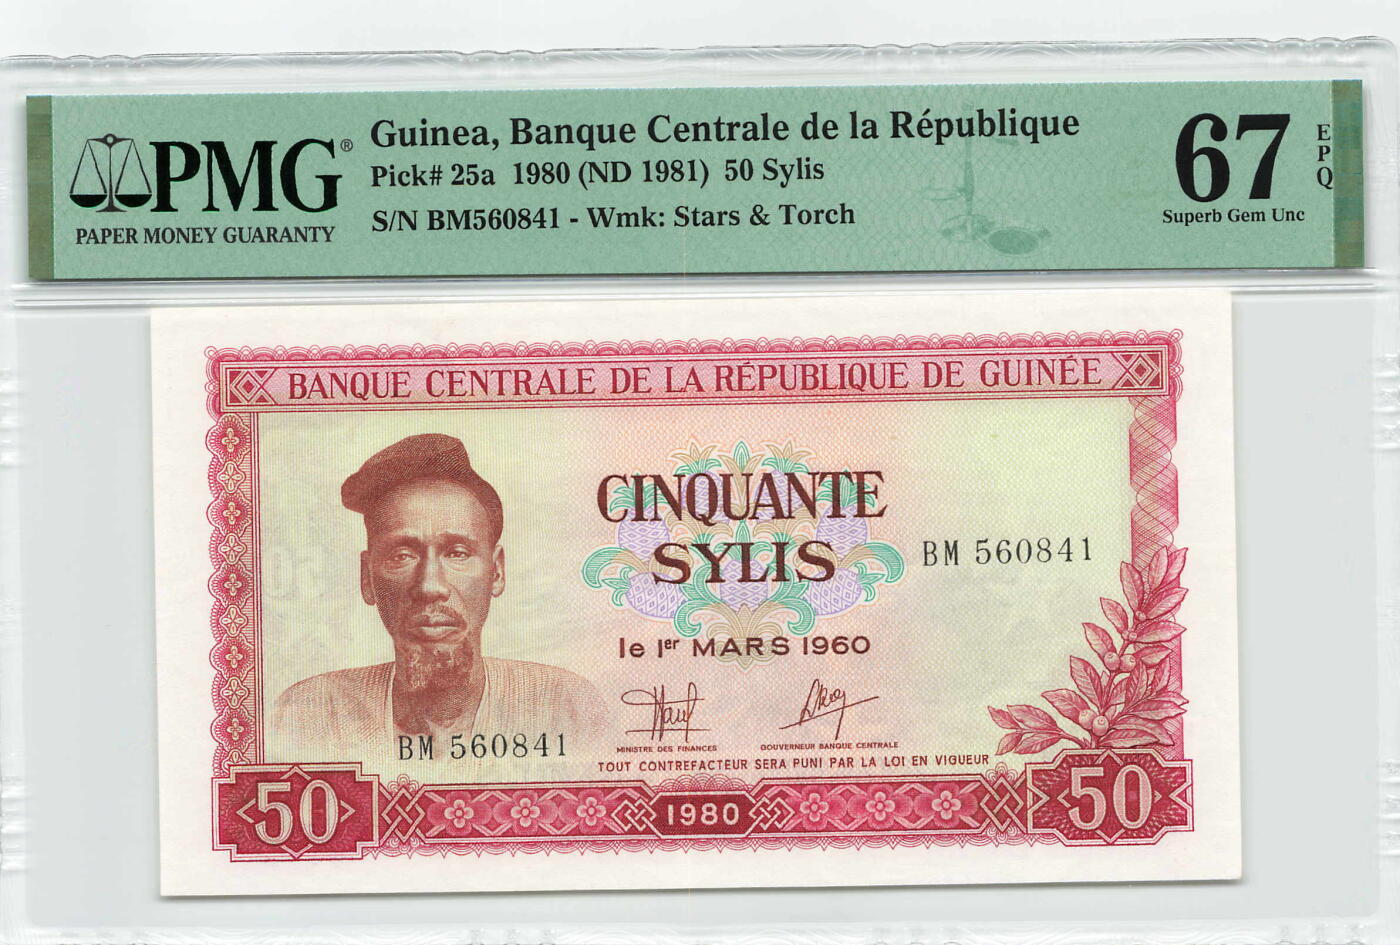 PMG®
PAPER MONEY GUARANTY
Guinea, Banque Centrale de la République
Pick# 25a 1980 (ND 1981) 50 Sylis
S/N BM560841 - Wmk: Stars & Torch
67
EPQ
Superb Gem Unc
BANQUE CENTRALE DE LA RÉPUBLIQUE DE GUINÉE
CINQUANTE
SYLIS
BM 560841
le 1er MARS 1960
BM 560841
MINISTRE DES FINANCES
GOUVERNEUR BANQUE CENTRALE
TOUT CONTREFACTEUR SERA PUNI PAR LA LOI EN VIGUEUR
50
1980
50